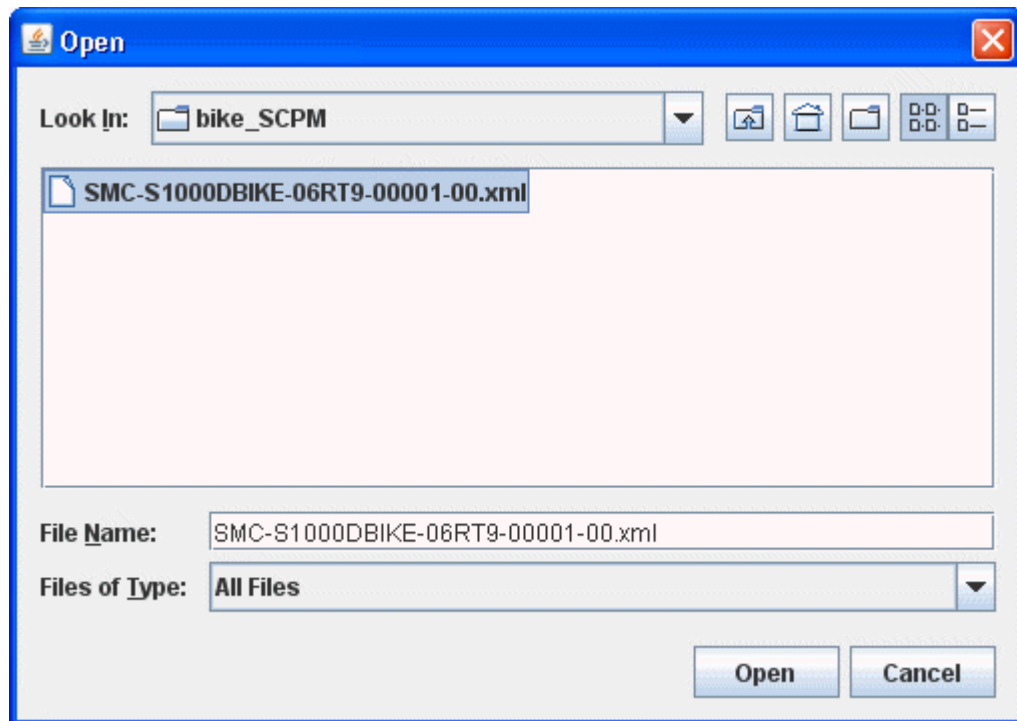 Open
Look In: bike_SCPM
SMC-S1000DBIKE-06RT9-00001-00.xml
File Name: SMC-S1000DBIKE-06RT9-00001-00.xml
Files of Type: All Files
Open Cancel